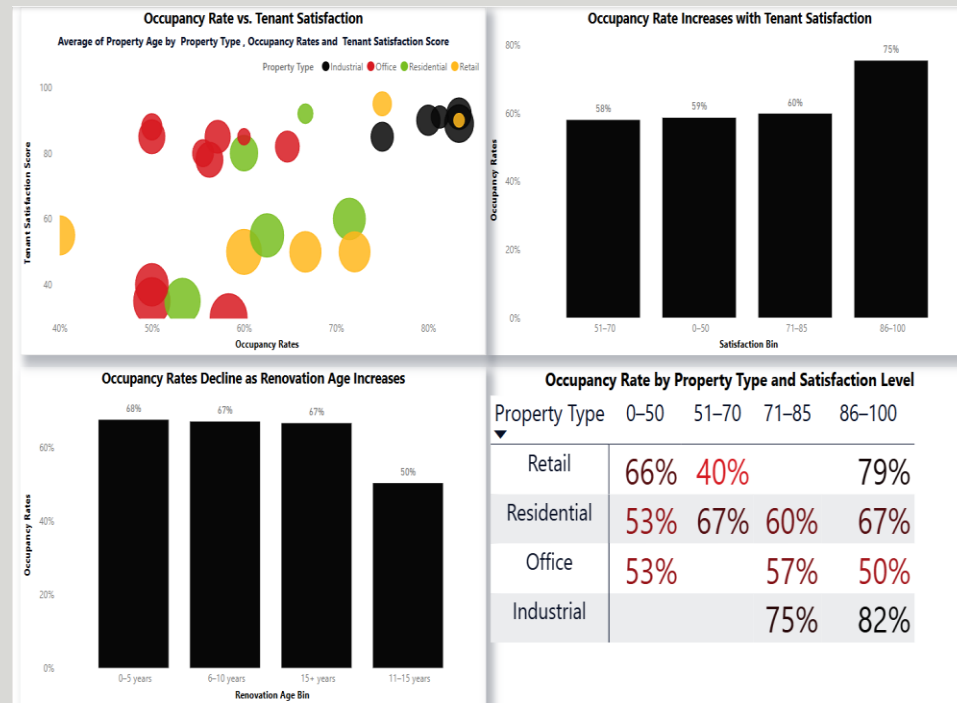 Occupancy Rate vs. Tenant Satisfaction
Average of Property Age by Property Type , Occupancy Rates and Tenant Satisfaction Score
Property Type Industrial Office Residential Retail
100
80
60
40
Tenant Satisfaction Score
40% 50% 60% 70% 80%
Occupancy Rates
Occupancy Rate Increases with Tenant Satisfaction
80%
60%
40%
20%
0%
Occupancy Rates
58% 59% 60% 75%
51–70 0–50 71–85 86–100
Satisfaction Bin
Occupancy Rates Decline as Renovation Age Increases
60%
40%
20%
0%
Occupancy Rates
68% 67% 67% 50%
0–5 years 6–10 years 15+ years 11–15 years
Renovation Age Bin
Occupancy Rate by Property Type and Satisfaction Level
Property Type 0–50 51–70 71–85 86–100
Retail 66% 40% 79%
Residential 53% 67% 60% 67%
Office 53% 57% 50%
Industrial 75% 82%